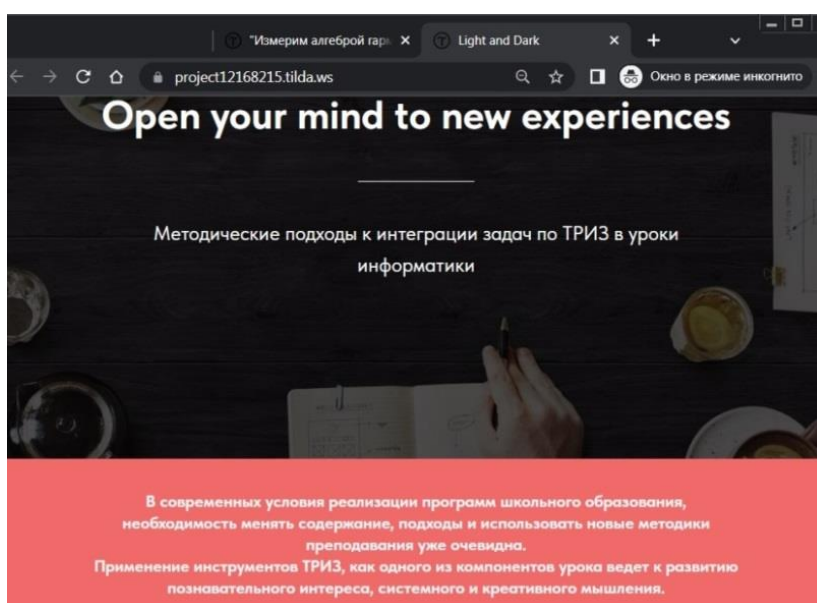 "Измерим алгеброй гар
Light and Dark
project12168215.tilda.ws
Окно в режиме инкогнито
Open your mind to new experiences
Методические подходы к интеграции задач по ТРИЗ в уроки
информатики
В современных условия реализации программ школьного образования,
необходимость менять содержание, подходы и использовать новые методики
преподавания уже очевидна.
Применение инструментов ТРИЗ, как одного из компонентов урока ведет к развитию
познавательного интереса, системного и креативного мышления.